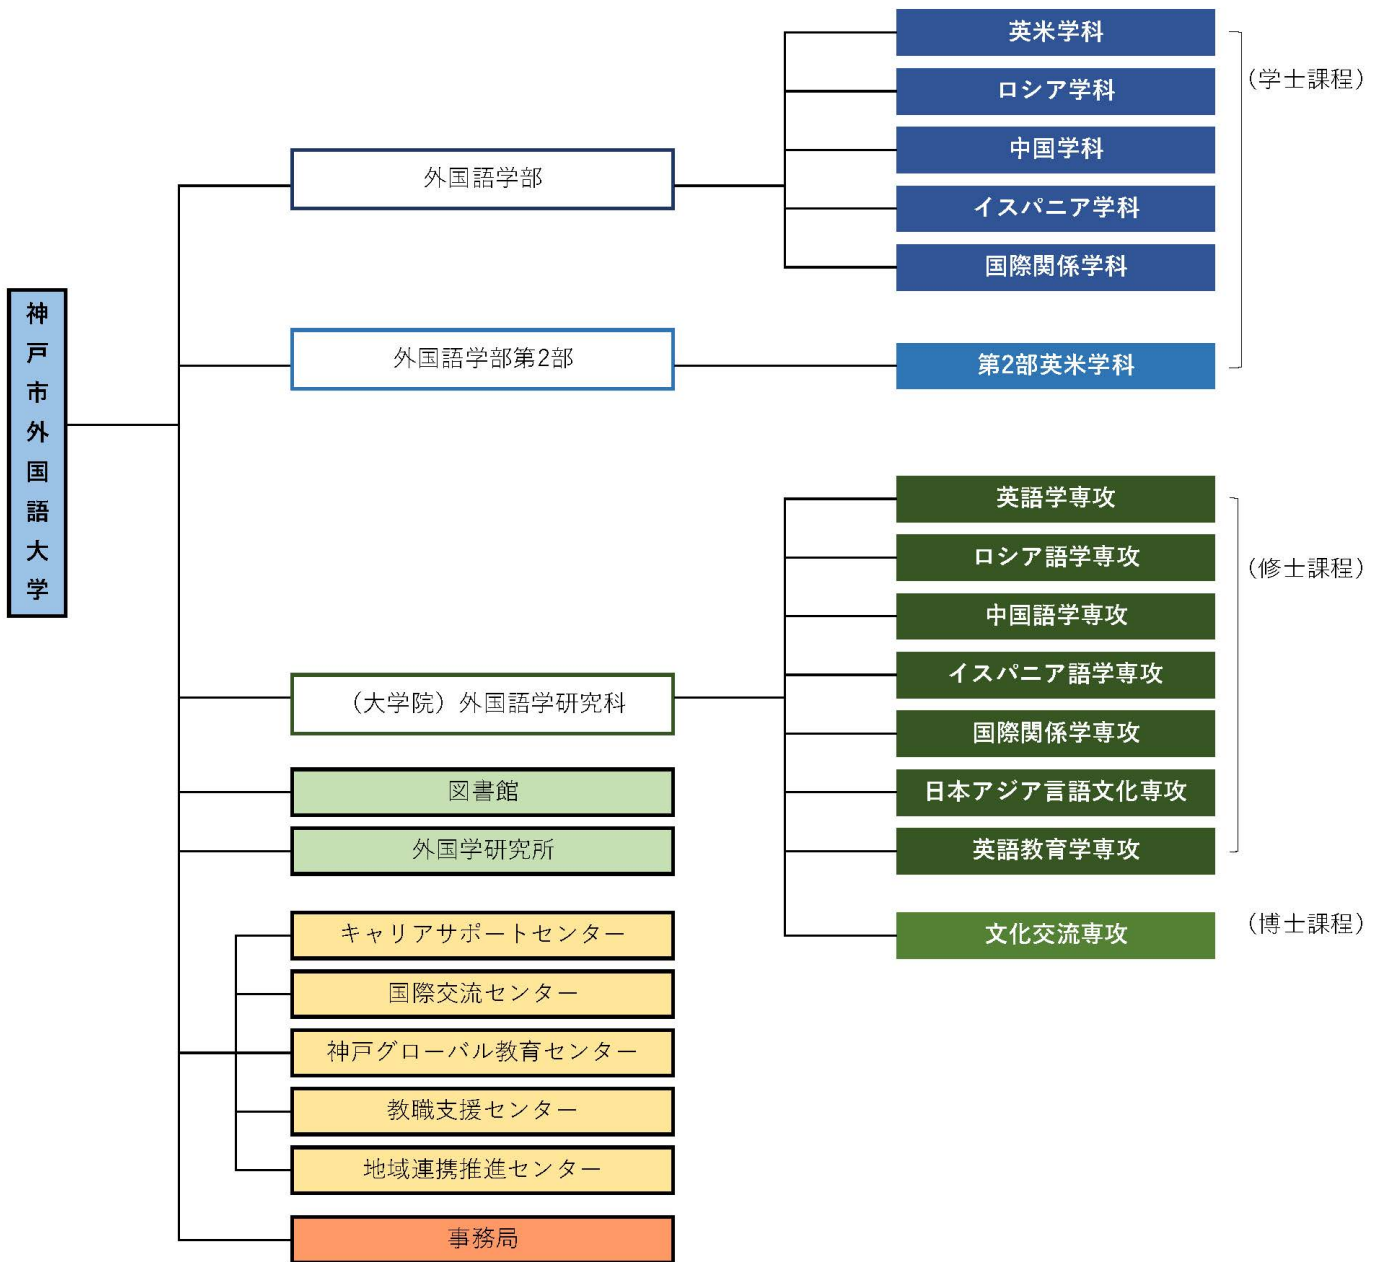 神戸市外国語大学
外国語学部
英米学科
ロシア学科
中国学科
イスパニア学科
国際関係学科
(学士課程)
外国語学部第2部
第2部英米学科
(大学院)外国語学研究科
英語学専攻
ロシア語学専攻
中国語学専攻
イスパニア語学専攻
国際関係学専攻
日本アジア言語文化専攻
英語教育学専攻
(修士課程)
文化交流専攻
(博士課程)
図書館
外国学研究所
キャリアサポートセンター
国際交流センター
神戸グローバル教育センター
教職支援センター
地域連携推進センター
事務局